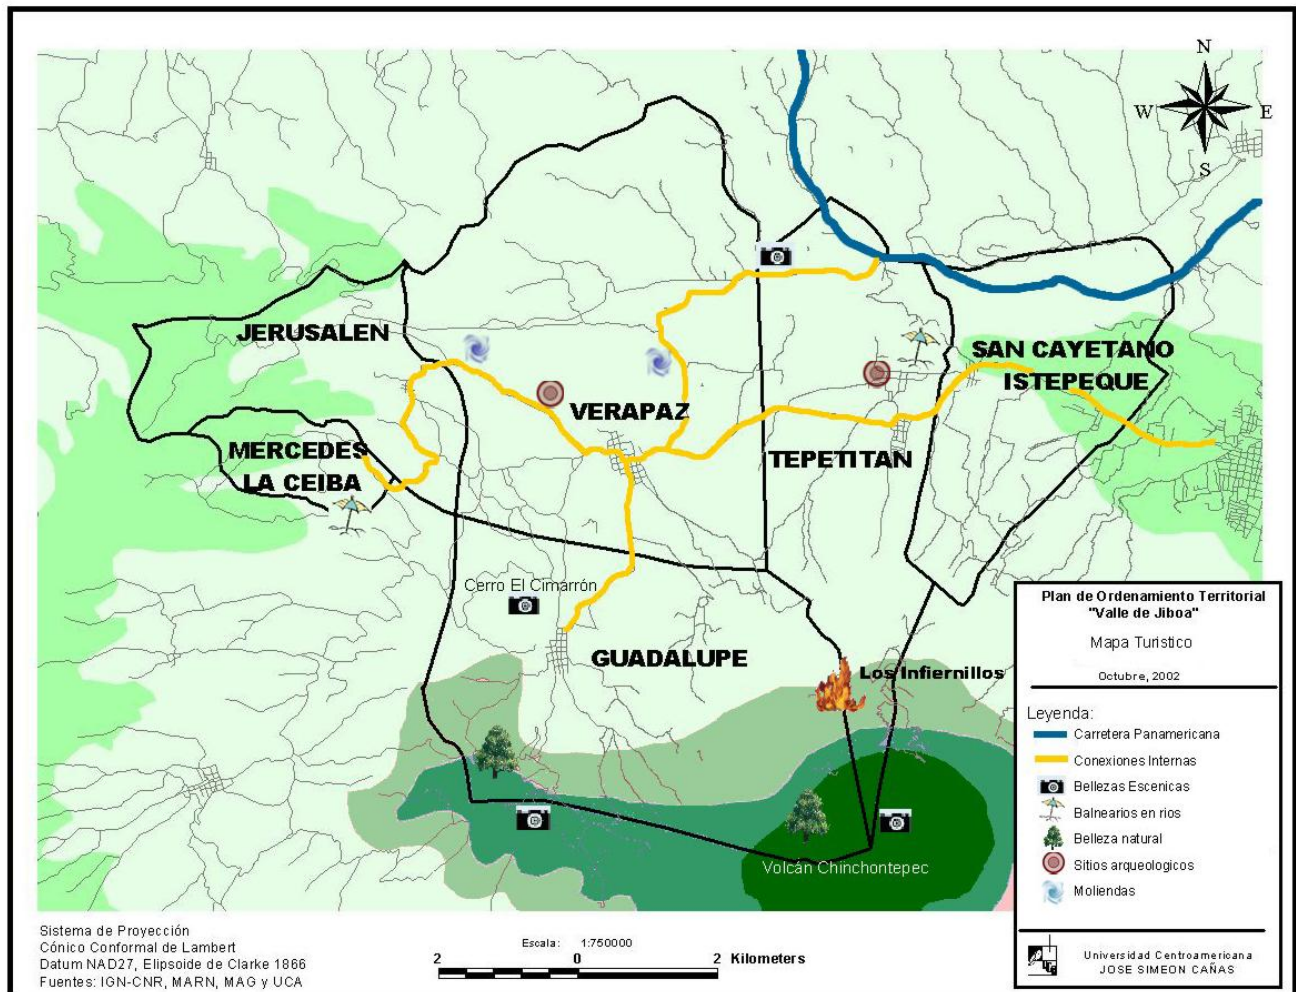 N
W E
S
JERUSALEN
SAN CAYETANO
ISTEPEQUE
VERAPAZ
MERCEDES
LA CEIBA
TEPETITAN
Cerro El Cimarrón
GUADALUPE
Los Infiernillos
Volcán Chinchontepec
Plan de Ordenamiento Territorial
"Valle de Jiboa"
Mapa Turistico
Octubre, 2002
Leyenda:
Carretera Panamericana
Conexiones Internas
Bellezas Escenicas
Balnearios en rios
Belleza natural
Sitios arqueologicos
Moliendas
Universidad Centroamericana
JOSE SIMEON CAÑAS
Sistema de Proyección
Cónico Conformal de Lambert
Datum NAD27, Elipsoide de Clarke 1866
Fuentes: IGN-CNR, MARN, MAG y UCA
Escala: 1:750000
2 0 2 Kilometers